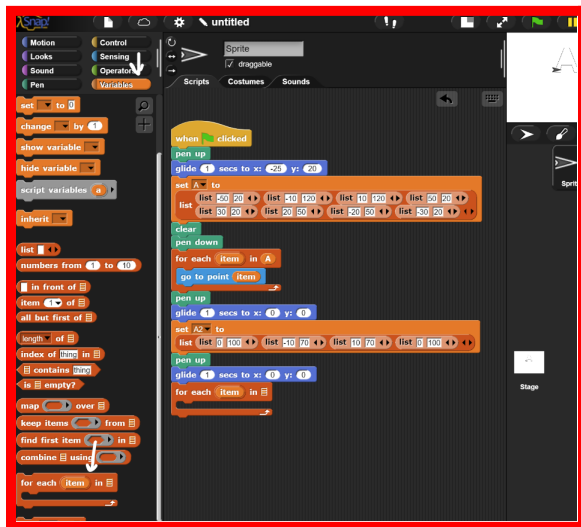 Snap! untitled
Motion Control
Looks Sensing
Sound Operators
Pen Variables
Sprite
draggable
Scripts Costumes Sounds
set to 0
change by 1
show variable
hide variable
script variables a
inherit
list
numbers from 1 to 10
in front of
item 1 of
all but first of
length of
index of thing in
contains thing
is empty?
map over
keep items from
find first item in
combine using
for each item in
when clicked
pen up
glide 1 secs to x: -25 y: 20
set A to
list list -50 20 list -10 120 list 10 120 list 50 20
list 30 20 list 20 50 list -20 50 list -30 20
clear
pen down
for each item in A
go to point item
pen up
glide 1 secs to x: 0 y: 0
set A2 to
list list 0 100 list -10 70 list 10 70 list 0 100
pen up
glide 1 secs to x: 0 y: 0
for each item in
A
Sprit
Stage